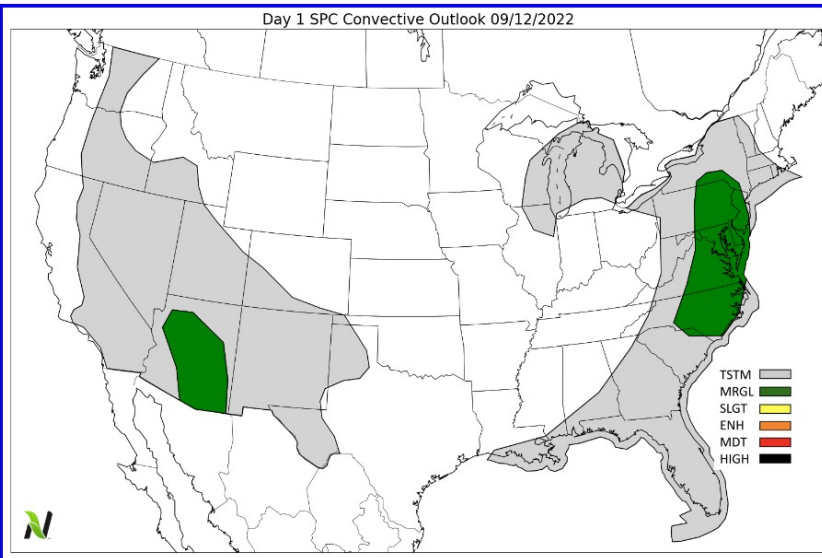 Day 1 SPC Convective Outlook 09/12/2022
TSTM
MRGL
SLGT
ENH
MDT
HIGH